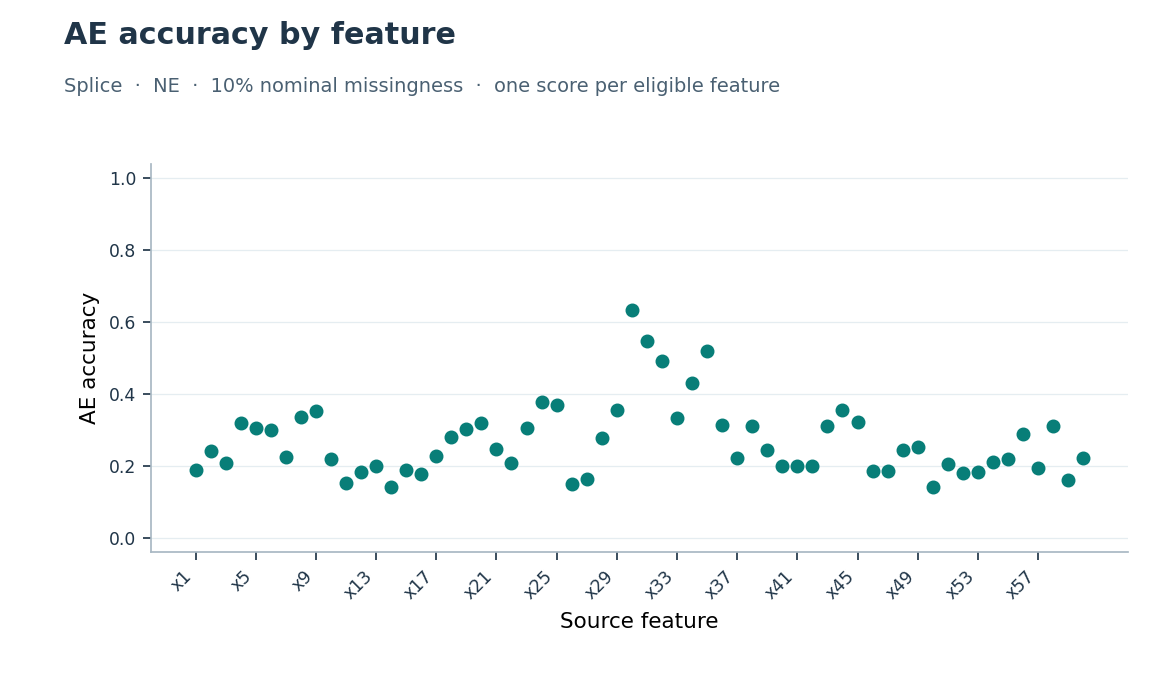 AE accuracy by feature
Splice · NE · 10% nominal missingness · one score per eligible feature
1.0
0.8
0.6
0.4
0.2
0.0
AE accuracy
x1 x5 x9 x13 x17 x21 x25 x29 x33 x37 x41 x45 x49 x53 x57
Source feature